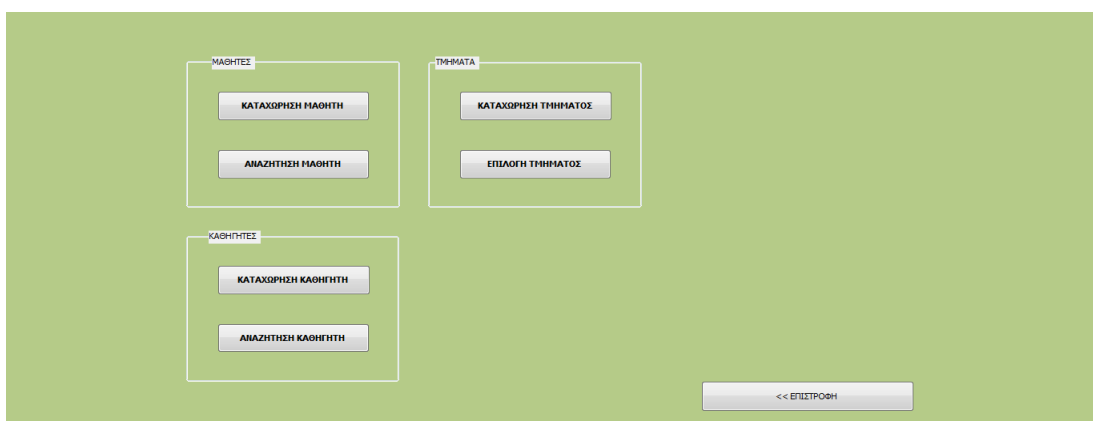 ΜΑΘΗΤΕΣ
ΚΑΤΑΧΩΡΗΣΗ ΜΑΘΗΤΗ
ΑΝΑΖΗΤΗΣΗ ΜΑΘΗΤΗ
ΤΜΗΜΑΤΑ
ΚΑΤΑΧΩΡΗΣΗ ΤΜΗΜΑΤΟΣ
ΕΠΙΛΟΓΗ ΤΜΗΜΑΤΟΣ
ΚΑΘΗΓΗΤΕΣ
ΚΑΤΑΧΩΡΗΣΗ ΚΑΘΗΓΗΤΗ
ΑΝΑΖΗΤΗΣΗ ΚΑΘΗΓΗΤΗ
<< ΕΠΙΣΤΡΟΦΗ